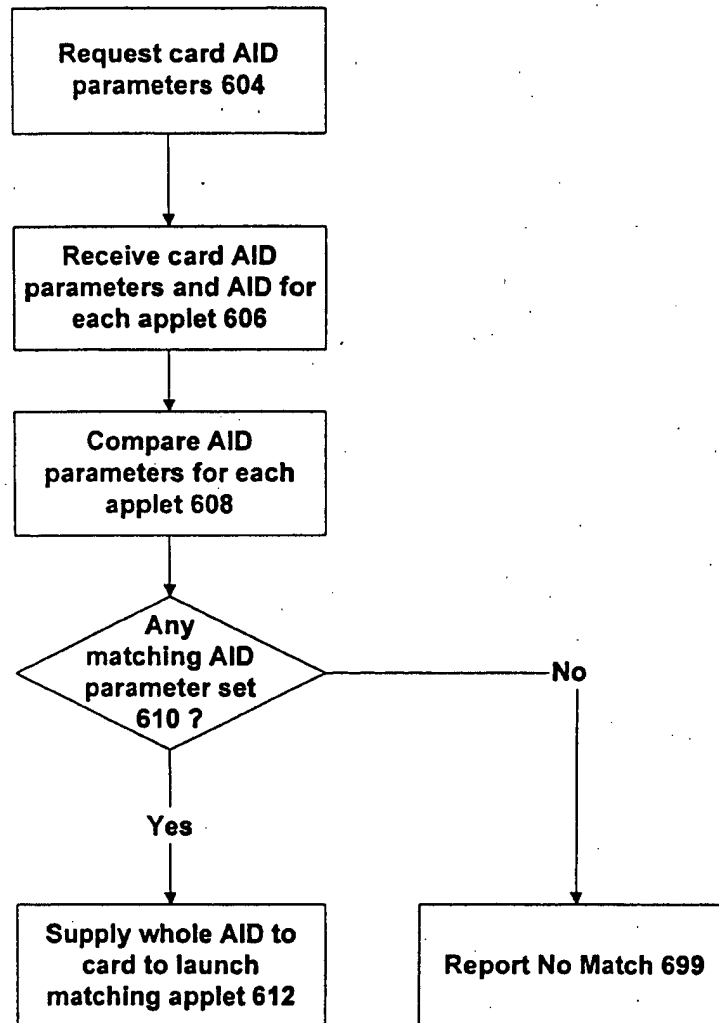 Request card AID
parameters 604
Receive card AID
parameters and AID for
each applet 606
Compare AID
parameters for each
applet 608
Any
matching AID
parameter set
610 ?
No
Yes
Supply whole AID to
card to launch
matching applet 612
Report No Match 699